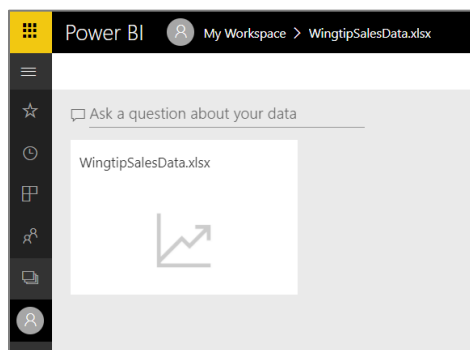 Power BI My Workspace > WingtipSalesData.xlsx
Ask a question about your data
WingtipSalesData.xlsx